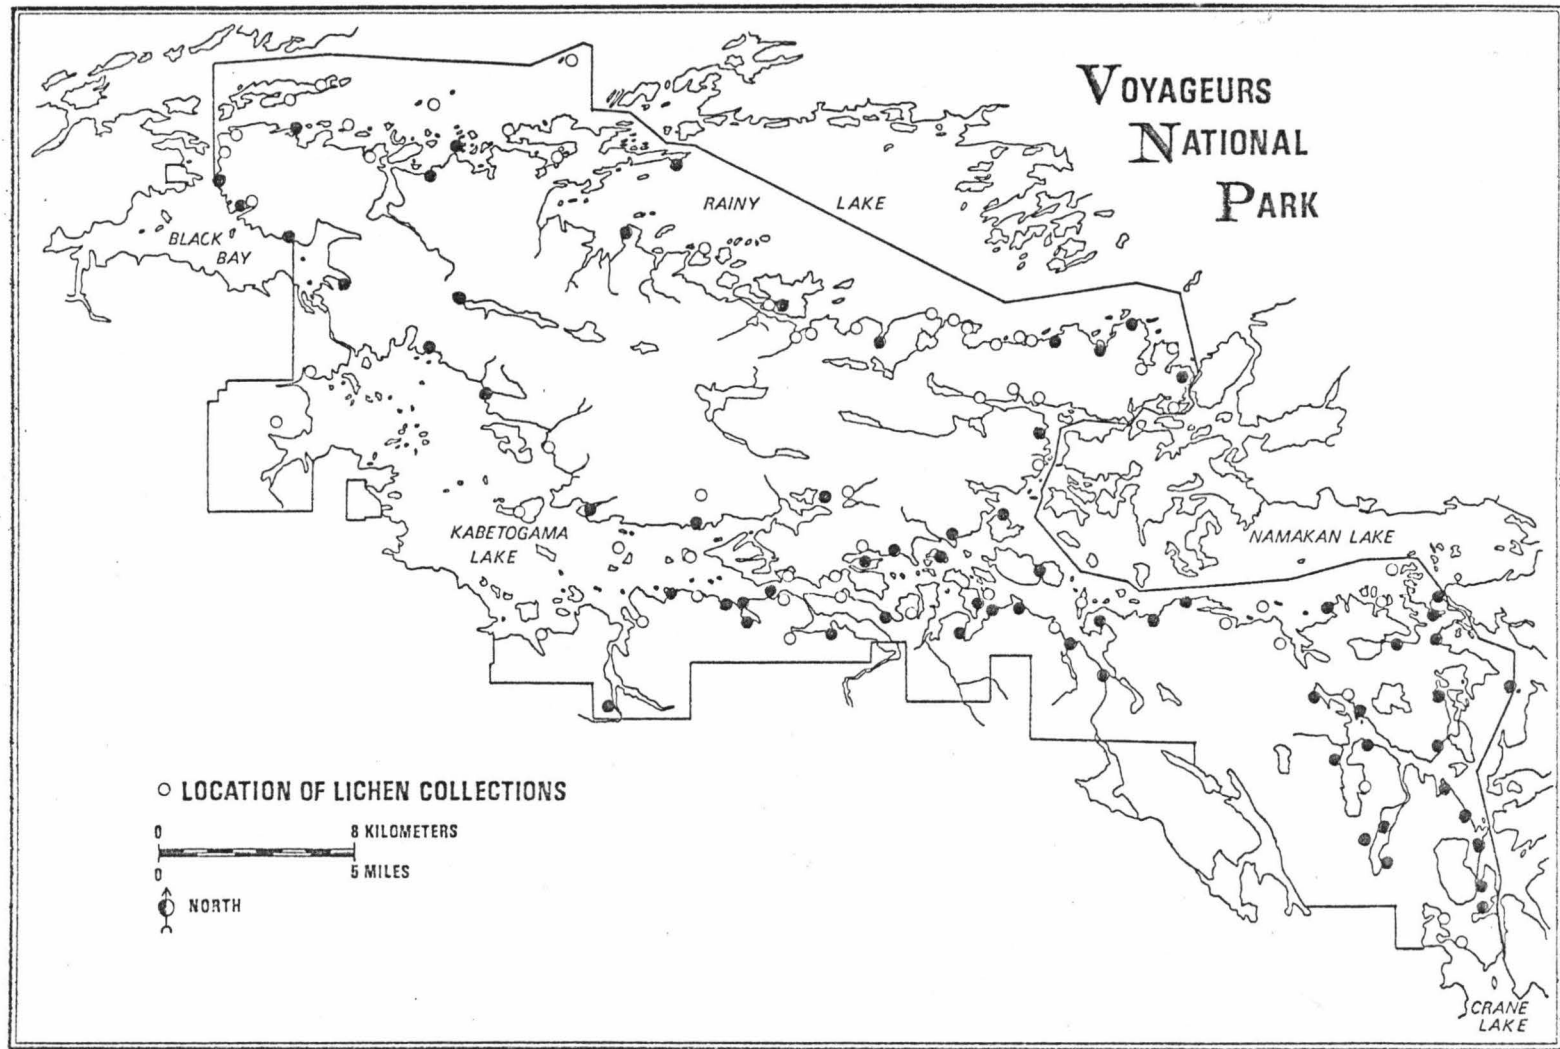 VOYAGEURS
NATIONAL
PARK
RAINY LAKE
BLACK
BAY
KABETOGAMA
LAKE
NAMAKAN LAKE
LOCATION OF LICHEN COLLECTIONS
0 8 KILOMETERS
0 5 MILES
NORTH
CRANE
LAKE